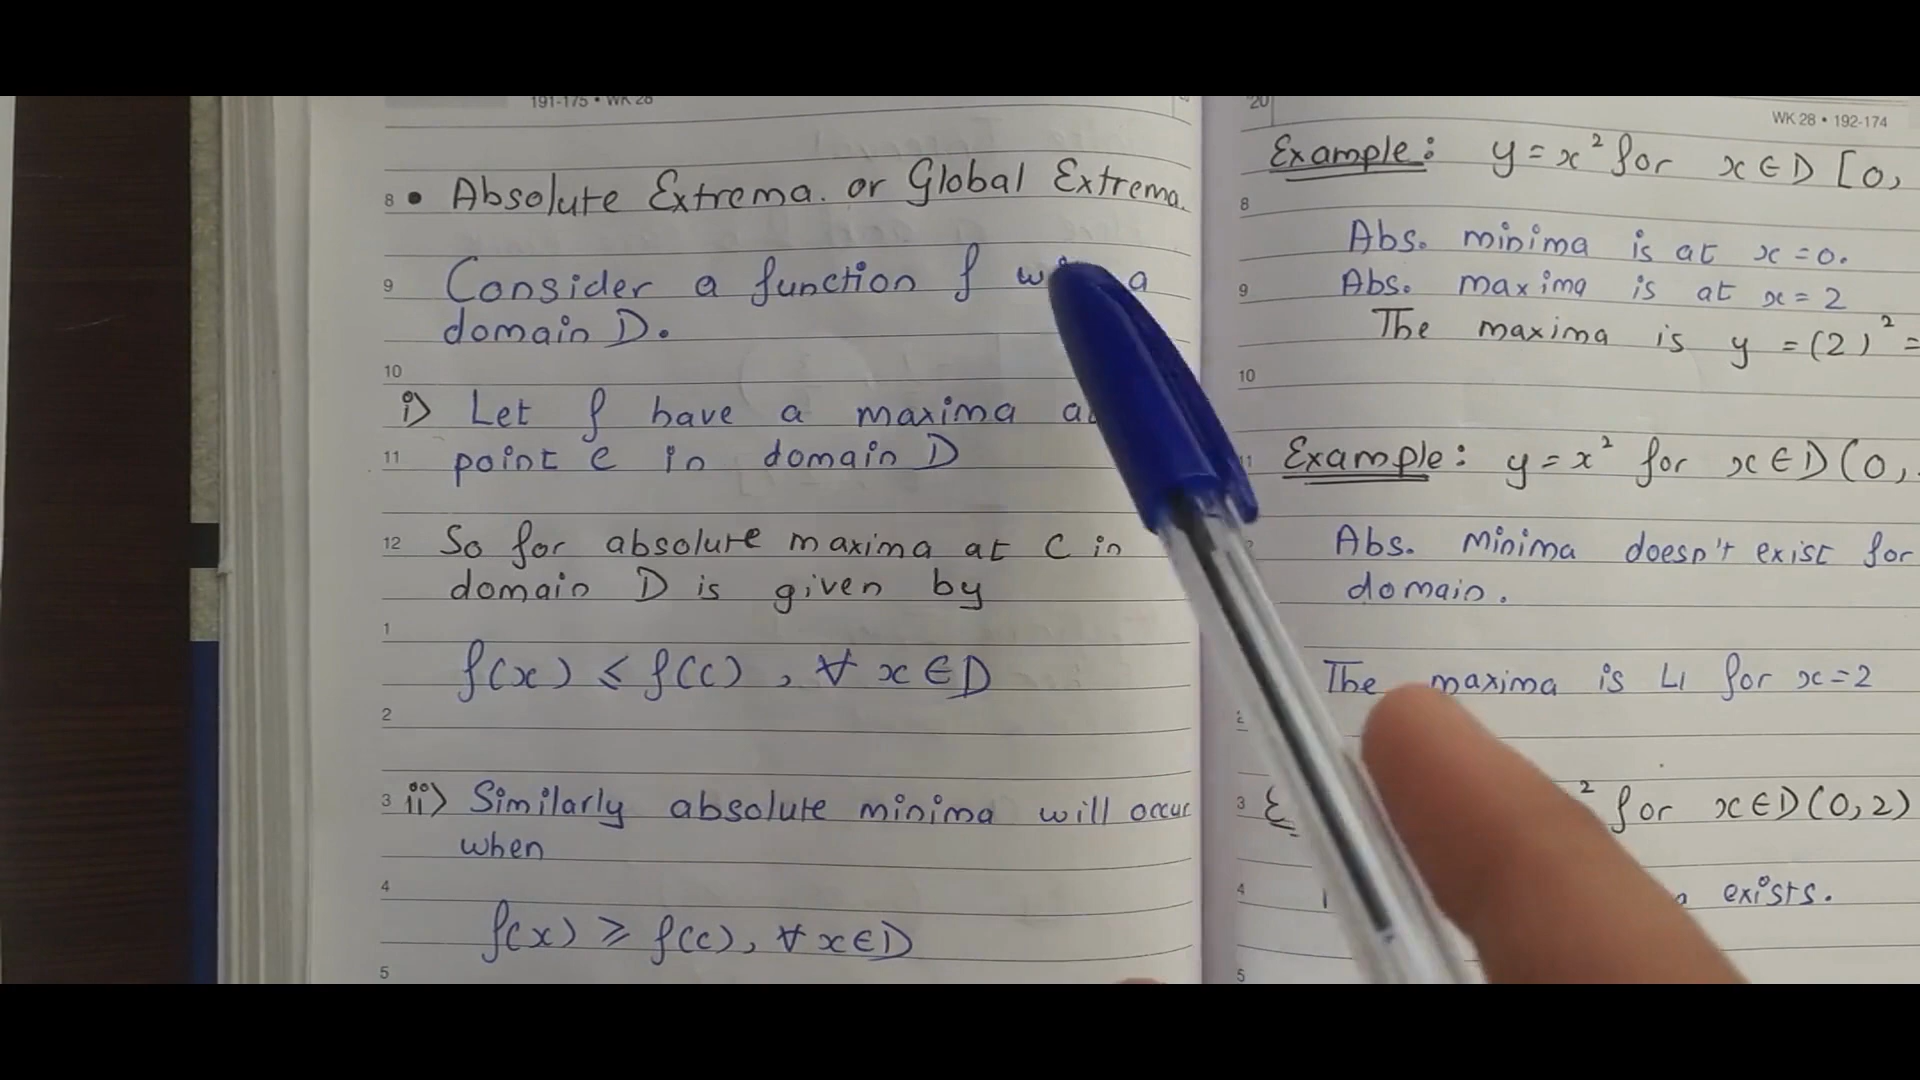 191-175 • WK 28
8 • Absolute Extrema. or Global Extrema.
9 Consider a function f a
domain D.
10
i) Let f have a maxima
11 point c in domain D
12 So for absolute maxima at c in
domain D is given by
1
f(x) ≤ f(c), ∀ x∈D
2
3 ii) Similarly absolute minima will occur
when
4
f(x) ≥ f(c), ∀ x∈D
5
20
WK 28 • 192-174
Example: y = x² for x∈D [0,
8
Abs. minima is at x=0.
9 Abs. maxima is at x=2
The maxima is y = (2)² =
10
11 Example: y = x² for x∈D (0,
Abs. minima doesn't exist for
domain.
The maxima is 4 for x=2
2
3 ² for x∈D(0,2)
4 exists.
5